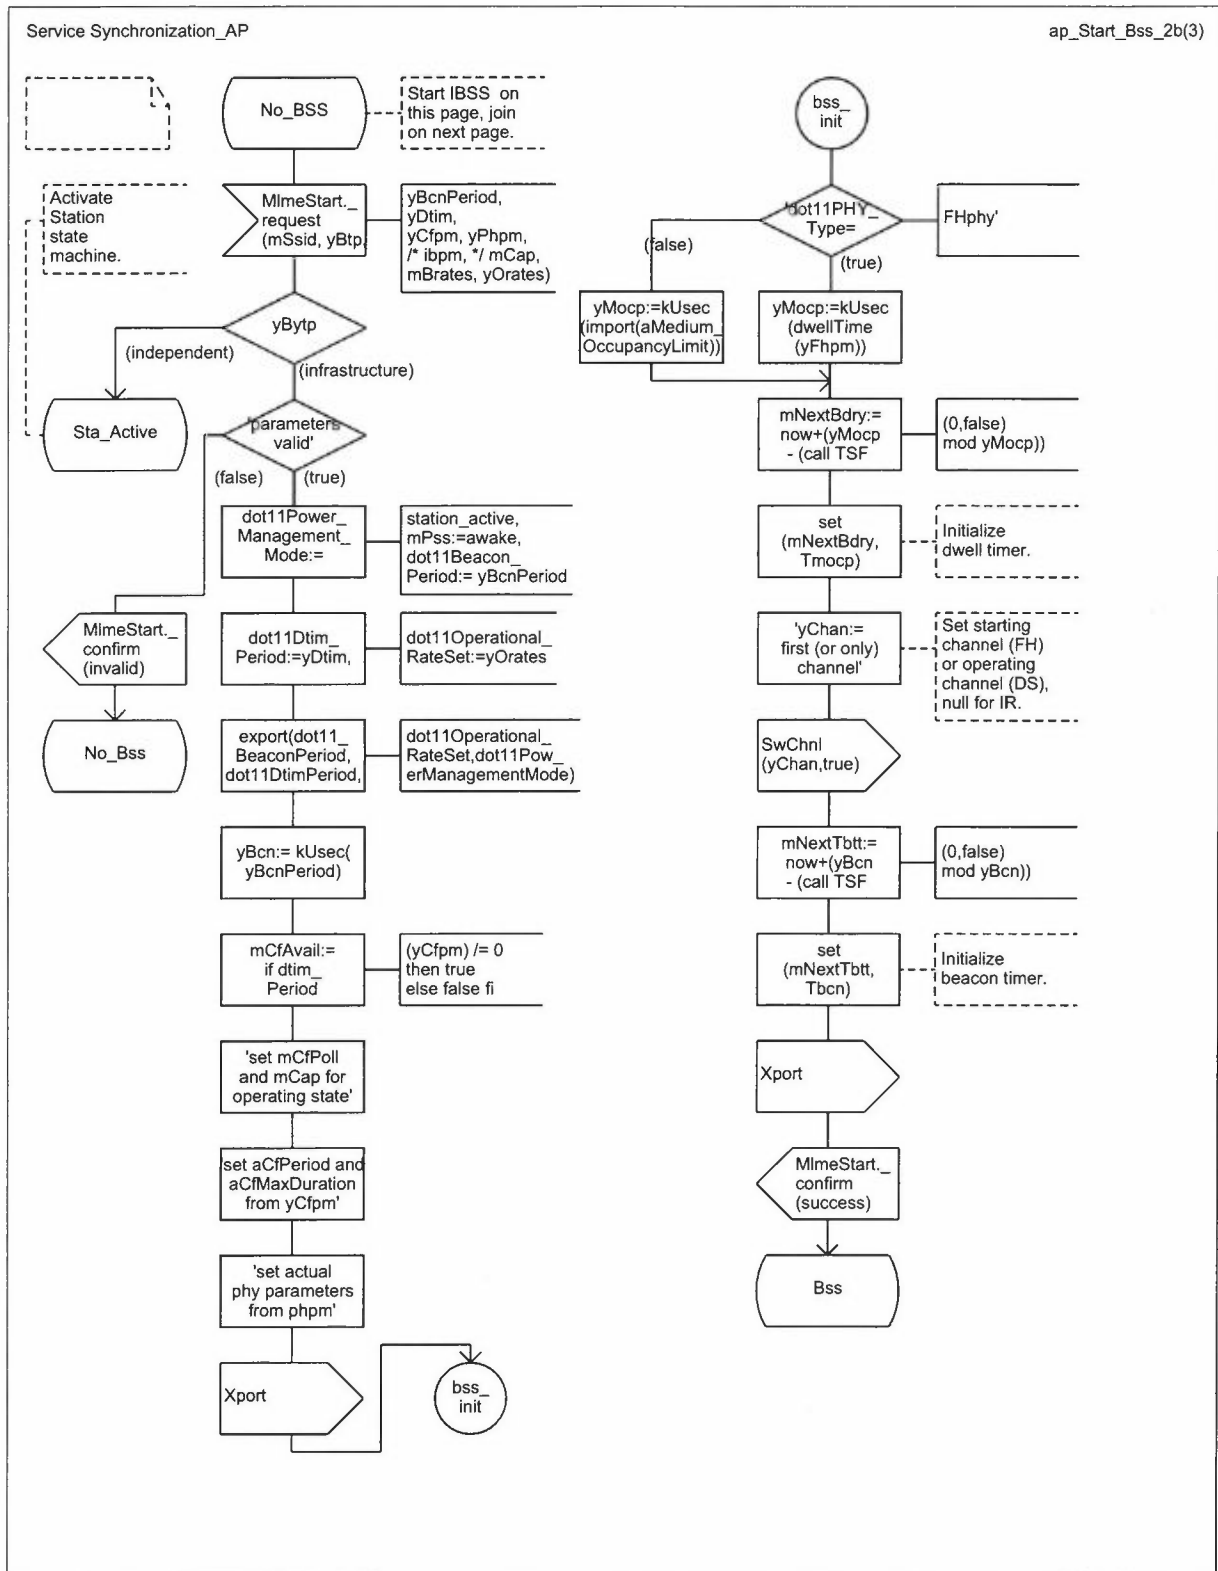 Service Synchronization_AP
ap_Start_Bss_2b(3)
No_BSS
Start IBSS on
this page, join
on next page.
Activate
Station
state
machine.
MlmeStart._
request
(mSsid, yBtp,
yBcnPeriod,
yDtim,
yCfpm, yPhpm,
/* ibpm, */ mCap,
mBrates, yOrates)
yBytp
(independent)
(infrastructure)
Sta_Active
'parameters
valid'
(false)
(true)
dot11Power_
Management_
Mode:=
station_active,
mPss:=awake,
dot11Beacon_
Period:= yBcnPeriod
MlmeStart._
confirm
(invalid)
dot11Dtim_
Period:=yDtim,
dot11Operational_
RateSet:=yOrates
No_Bss
export(dot11_
BeaconPeriod,
dot11DtimPeriod,
dot11Operational_
RateSet,dot11Pow_
erManagementMode)
yBcn:= kUsec(
yBcnPeriod)
mCfAvail:=
if dtim_
Period
(yCfpm) /= 0
then true
else false fi
'set mCfPoll
and mCap for
operating state'
'set aCfPeriod and
aCfMaxDuration
from yCfpm'
'set actual
phy parameters
from phpm'
Xport
bss_
init
bss_
init
'dot11PHY_
Type=
FHphy'
(false)
(true)
yMocp:=kUsec
(import(aMedium_
OccupancyLimit))
yMocp:=kUsec
(dwellTime
(yFhpm))
mNextBdry:=
now+(yMocp
- (call TSF
(0,false)
mod yMocp))
set
(mNextBdry,
Tmocp)
Initialize
dwell timer.
'yChan:=
first (or only)
channel'
Set starting
channel (FH)
or operating
channel (DS),
null for IR.
SwChnl
(yChan,true)
mNextTbtt:=
now+(yBcn
- (call TSF
(0,false)
mod yBcn))
set
(mNextTbtt,
Tbcn)
Initialize
beacon timer.
Xport
MlmeStart._
confirm
(success)
Bss